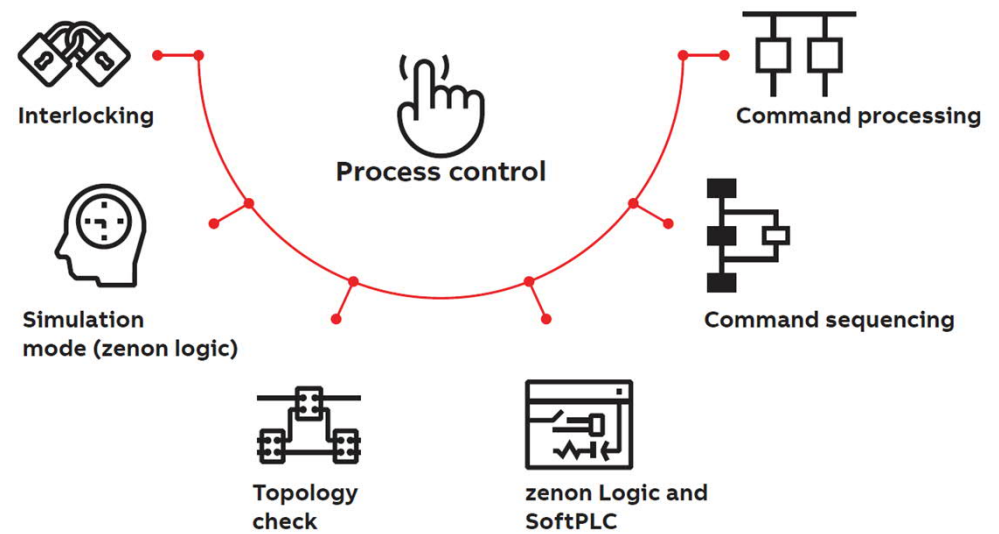 Interlocking
Process control
Command processing
Simulation
mode (zenon logic)
Command sequencing
Topology
check
zenon Logic and
SoftPLC